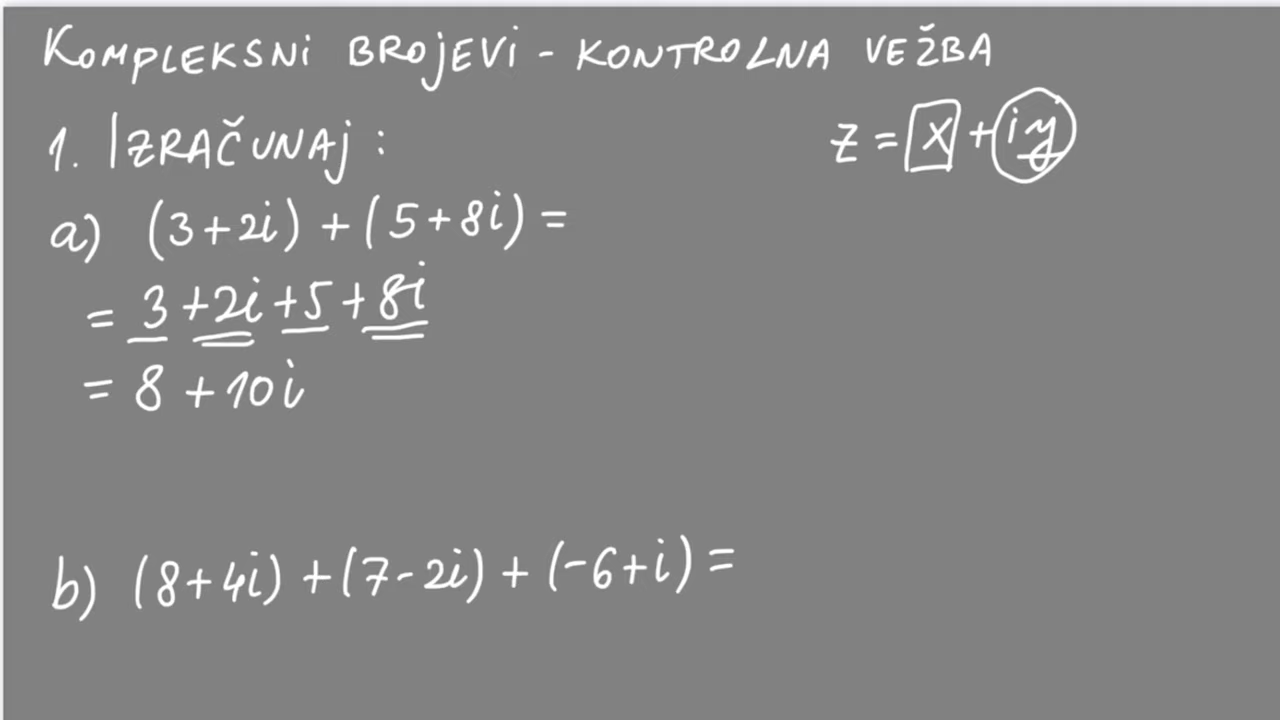 KOMPLEKSNI BROJEVI - KONTROLNA VEŽBA
1. IZRAČUNAJ :
z = x + iy
a) (3+2i) + (5+8i) =
= 3 +2i +5 + 8i
= 8 + 10i
b) (8+4i) + (7-2i) + (-6+i) =